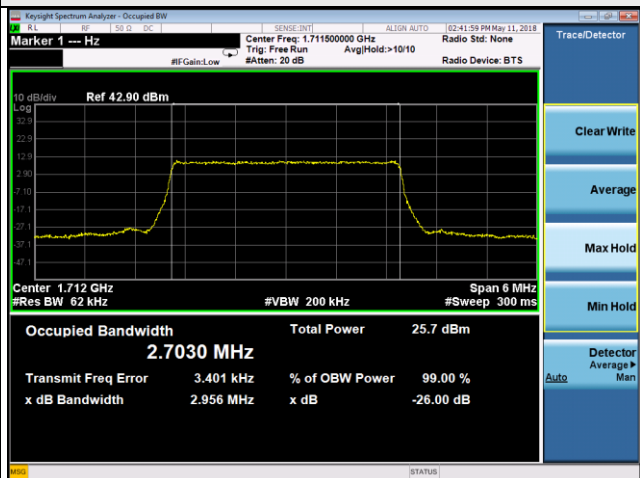 Keysight Spectrum Analyzer - Occupied BW
RL RF 50 Ω DC SENSE:INT ALIGN AUTO 02:41:59 PM May 11, 2018
Marker 1 --- Hz
Center Freq: 1.711500000 GHz Radio Std: None
Trig: Free Run Avg|Hold:>10/10
#IFGain:Low #Atten: 20 dB Radio Device: BTS
Trace/Detector
10 dB/div Ref 42.90 dBm
Log
32.9
22.9
12.9
2.90
-7.10
-17.1
-27.1
-37.1
-47.1
Center 1.712 GHz Span 6 MHz
#Res BW 62 kHz #VBW 200 kHz #Sweep 300 ms
Occupied Bandwidth Total Power 25.7 dBm
2.7030 MHz
Transmit Freq Error 3.401 kHz % of OBW Power 99.00 %
x dB Bandwidth 2.956 MHz x dB -26.00 dB
Clear Write
Average
Max Hold
Min Hold
Detector
Average
Auto Man
MSG STATUS